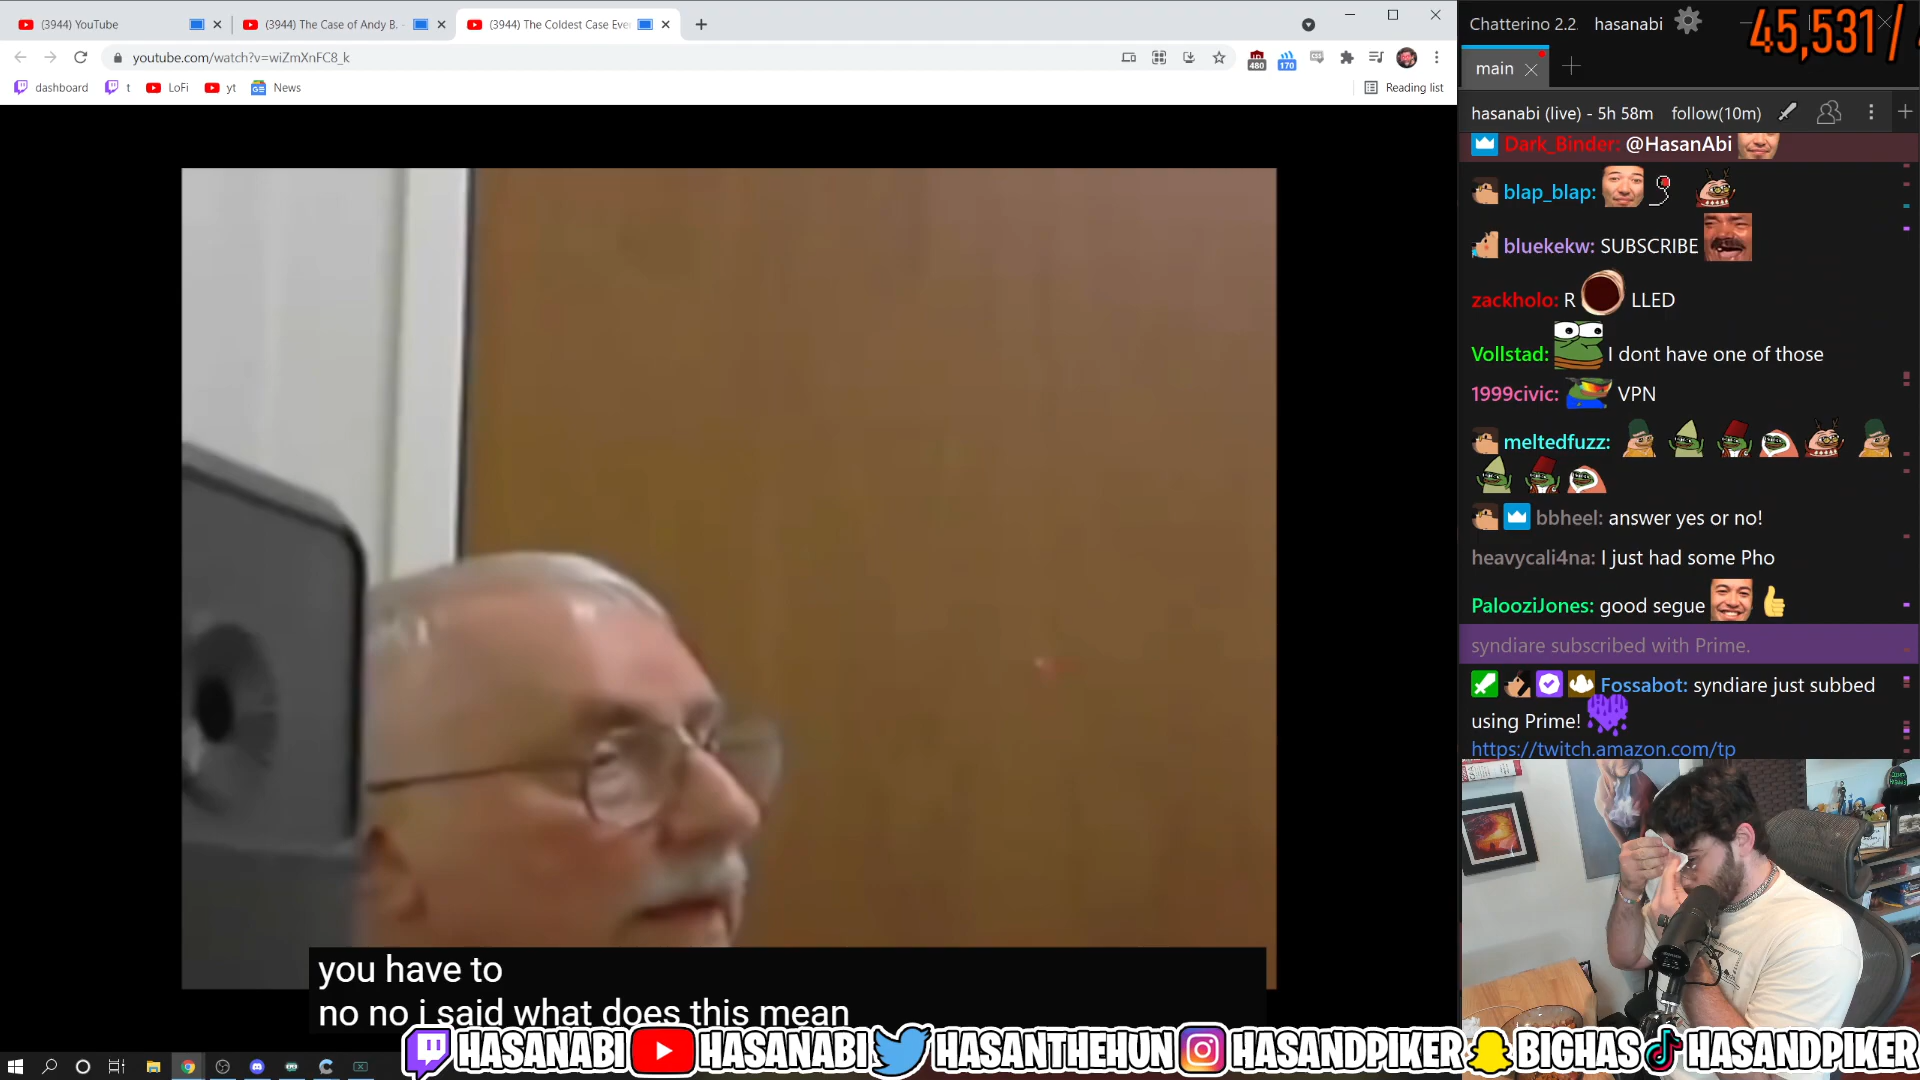 (3944) YouTube
(3944) The Case of Andy B. -
(3944) The Coldest Case Ever
youtube.com/watch?v=wiZmXnFC8_k
480
170
dashboard
t
LoFi
yt
News
Reading list
you have to
no no i said what does this mean
Chatterino 2.2.
hasanabi
45,531 /
main
hasanabi (live) - 5h 58m
follow(10m)
Dark_Binder: @HasanAbi
blap_blap:
bluekekw: SUBSCRIBE
zackholo: R LLED
Vollstad: I dont have one of those
1999civic: VPN
meltedfuzz:
bbheel: answer yes or no!
heavycali4na: I just had some Pho
PalooziJones: good segue
syndiare subscribed with Prime.
Fossabot: syndiare just subbed
using Prime!
https://twitch.amazon.com/tp
HASANABI HASANABI HASANTHEHUN HASANDPIKER BIGHAS HASANDPIKER